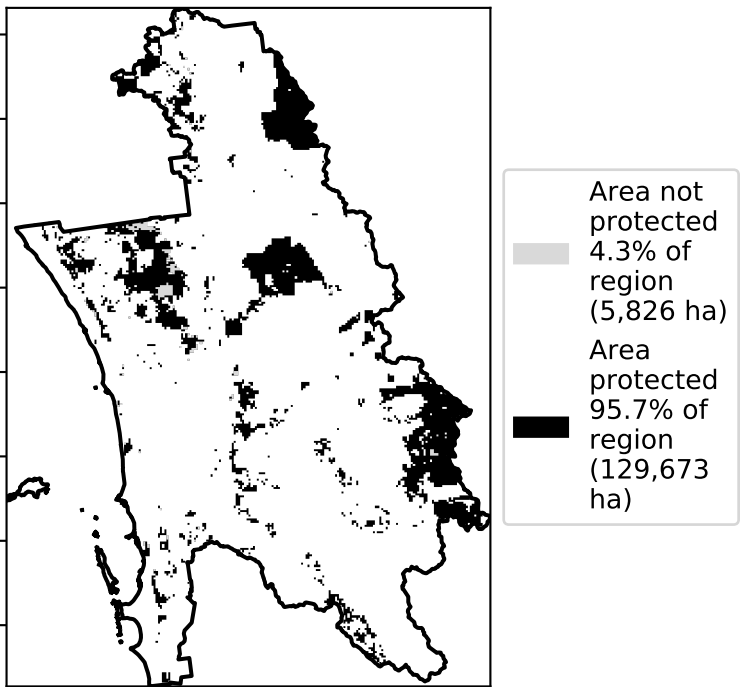 Area not
protected
4.3% of
region
(5,826 ha)
Area
protected
95.7% of
region
(129,673
ha)